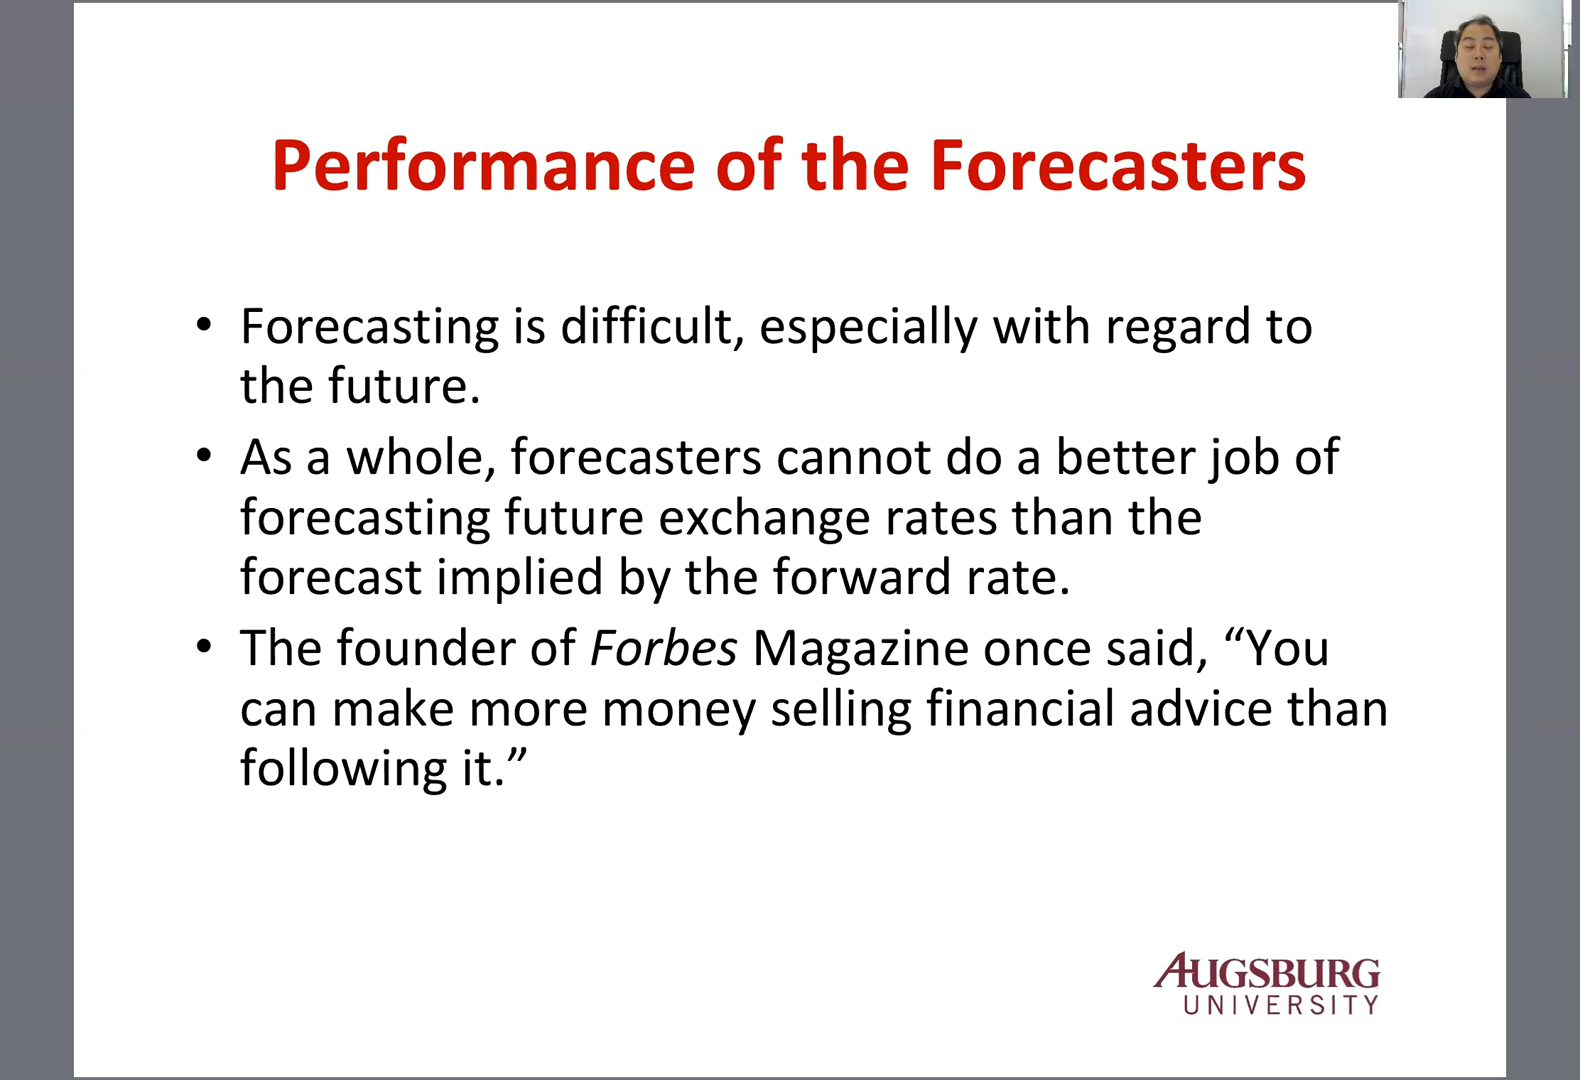 Performance of the Forecasters
• Forecasting is difficult, especially with regard to
the future.
• As a whole, forecasters cannot do a better job of
forecasting future exchange rates than the
forecast implied by the forward rate.
• The founder of Forbes Magazine once said, “You
can make more money selling financial advice than
following it.”
AUGSBURG
UNIVERSITY